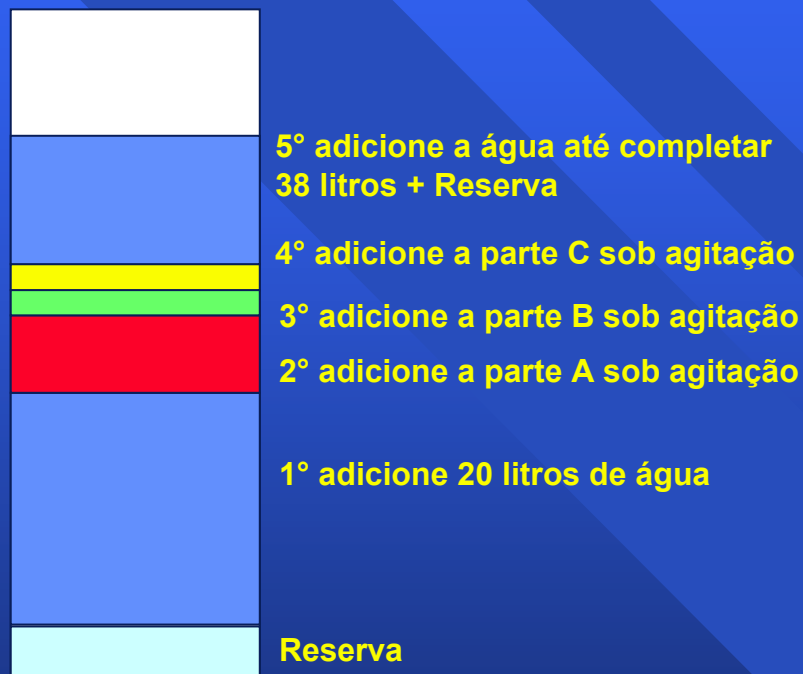 5° adicione a água até completar
38 litros + Reserva
4° adicione a parte C sob agitação
3° adicione a parte B sob agitação
2° adicione a parte A sob agitação
1° adicione 20 litros de água
Reserva